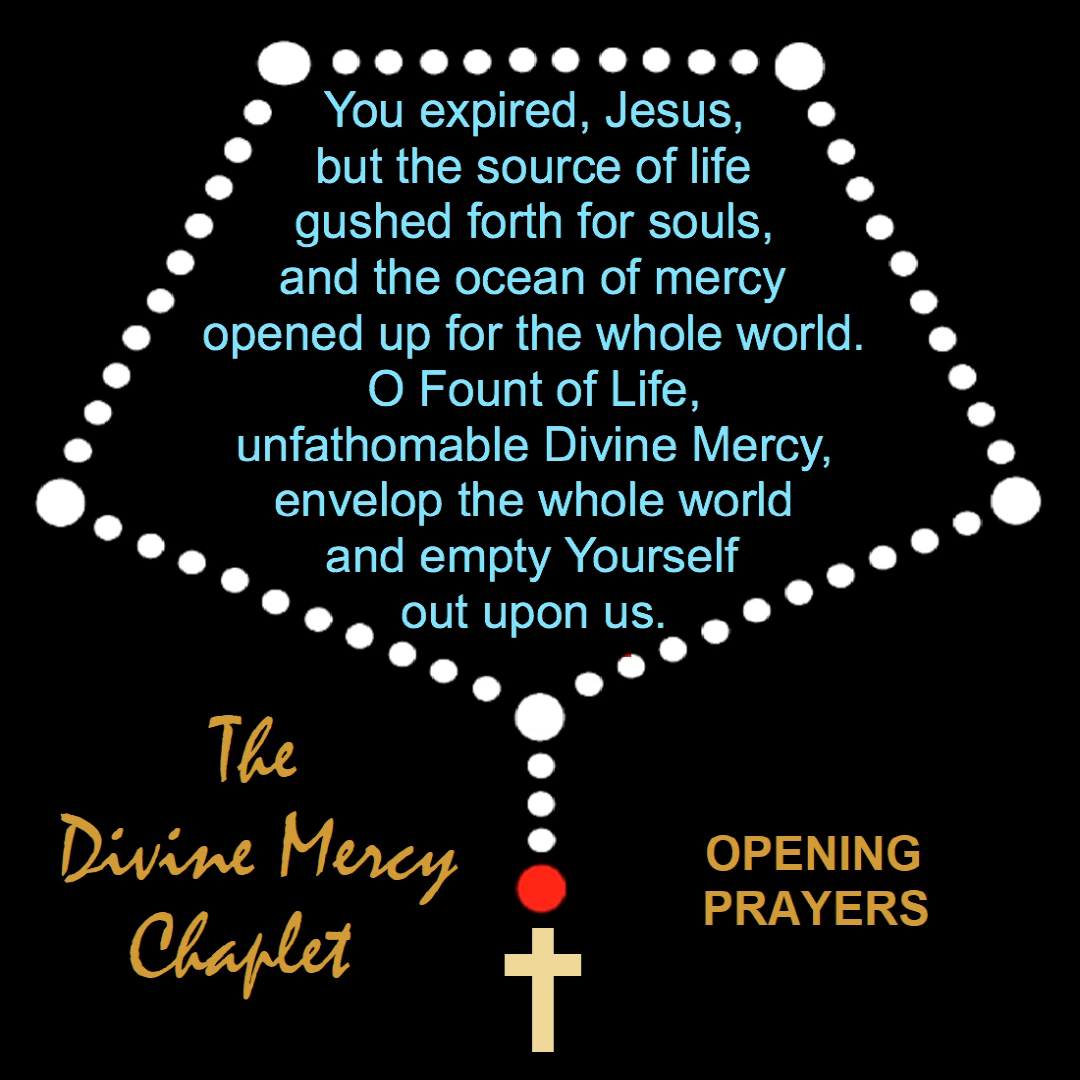 You expired, Jesus,
but the source of life
gushed forth for souls,
and the ocean of mercy
opened up for the whole world.
O Fount of Life,
unfathomable Divine Mercy,
envelop the whole world
and empty Yourself
out upon us.
The
Divine Mercy
Chaplet
OPENING
PRAYERS